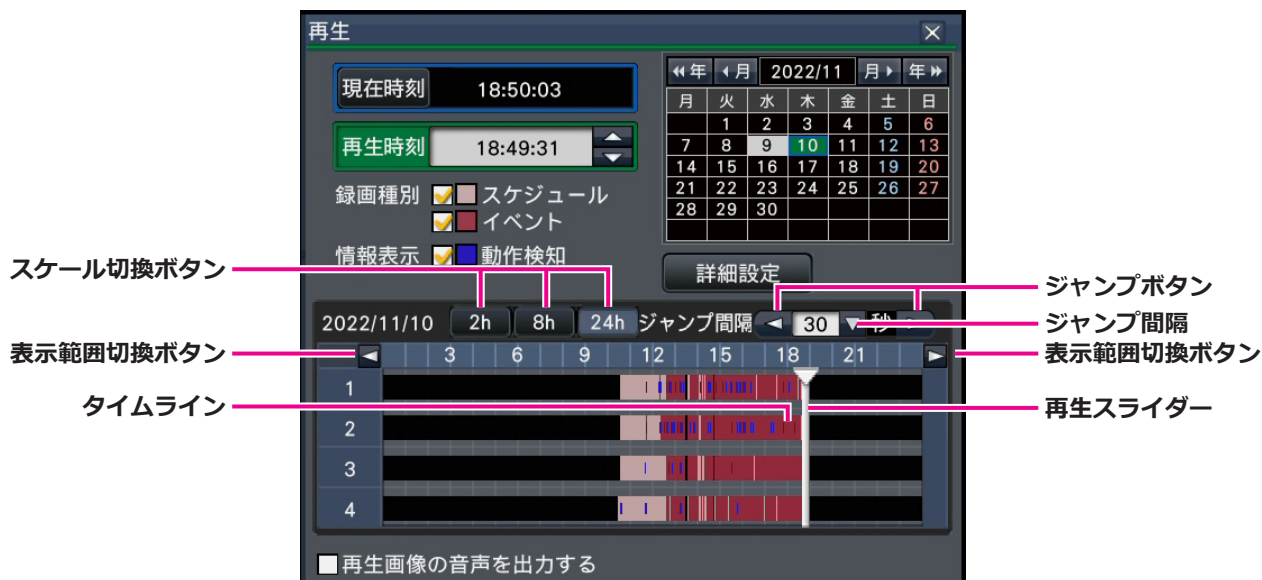 再生
現在時刻 18:50:03
再生時刻 18:49:31
録画種別 スケジュール
イベント
情報表示 動作検知
年 月 2022/11 月 年
月 火 水 木 金 土 日
1 2 3 4 5 6
7 8 9 10 11 12 13
14 15 16 17 18 19 20
21 22 23 24 25 26 27
28 29 30
詳細設定
スケール切換ボタン
ジャンプボタン
2022/11/10 2h 8h 24h ジャンプ間隔 30 秒
ジャンプ間隔
表示範囲切換ボタン
3 6 9 12 15 18 21
表示範囲切換ボタン
1
タイムライン
再生スライダー
2
3
4
再生画像の音声を出力する